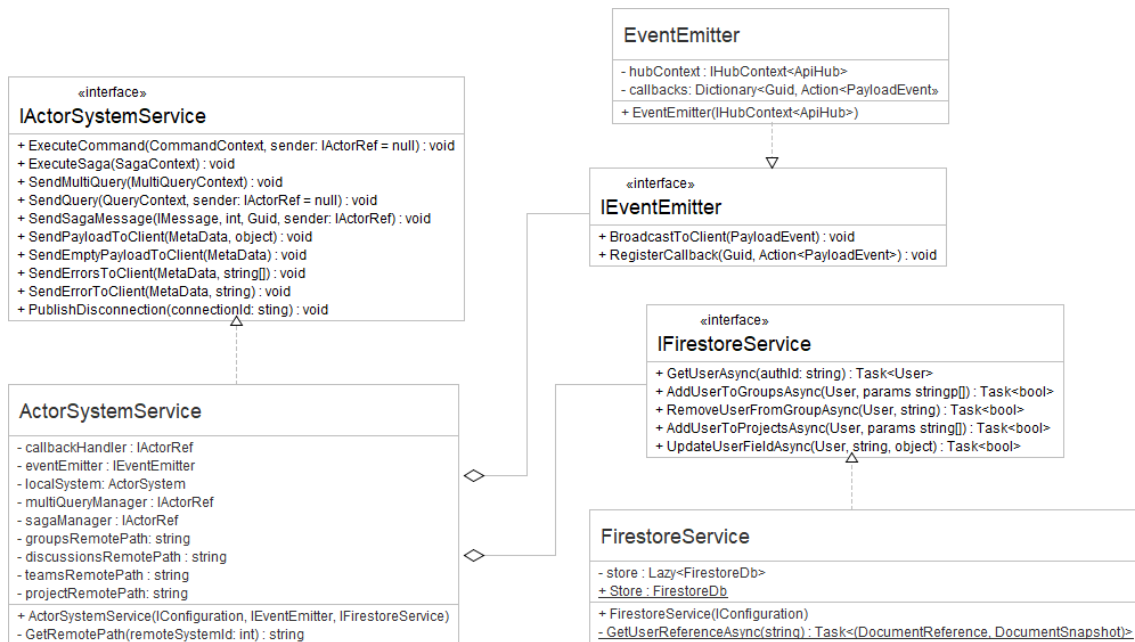 EventEmitter
- hubContext : IHubContext<ApiHub>
- callbacks: Dictionary<Guid, Action<PayloadEvent»
+ EventEmitter(IHubContext<ApiHub>)
«interface»
IActorSystemService
+ ExecuteCommand(CommandContext, sender: IActorRef = null) : void
+ ExecuteSaga(SagaContext) : void
+ SendMultiQuery(MultiQueryContext) : void
+ SendQuery(QueryContext, sender: IActorRef = null) : void
+ SendSagaMessage(IMessage, int, Guid, sender: IActorRef) : void
+ SendPayloadToClient(MetaData, object) : void
+ SendEmptyPayloadToClient(MetaData) : void
+ SendErrorsToClient(MetaData, string[]) : void
+ SendErrorToClient(MetaData, string) : void
+ PublishDisconnection(connectionId: sting) : void
«interface»
IEventEmitter
+ BroadcastToClient(PayloadEvent) : void
+ RegisterCallback(Guid, Action<PayloadEvent>) : void
«interface»
IFirestoreService
+ GetUserAsync(authId: string) : Task<User>
+ AddUserToGroupsAsync(User, params stringp[]) : Task<bool>
+ RemoveUserFromGroupAsync(User, string) : Task<bool>
+ AddUserToProjectsAsync(User, params string[]) : Task<bool>
+ UpdateUserFieldAsync(User, string, object) : Task<bool>
ActorSystemService
- callbackHandler : IActorRef
- eventEmitter : IEventEmitter
- localSystem: ActorSystem
- multiQueryManager : IActorRef
- sagaManager : IActorRef
- groupsRemotePath: string
- discussionsRemotePath : string
- teamsRemotePath : string
- projectRemotePath: string
+ ActorSystemService(IConfiguration, IEventEmitter, IFirestoreService)
- GetRemotePath(remoteSystemId: int) : string
FirestoreService
- store : Lazy<FirestoreDb>
+ Store : FirestoreDb
+ FirestoreService(IConfiguration)
- GetUserReferenceAsync(string) : Task<(DocumentReference, DocumentSnapshot)>